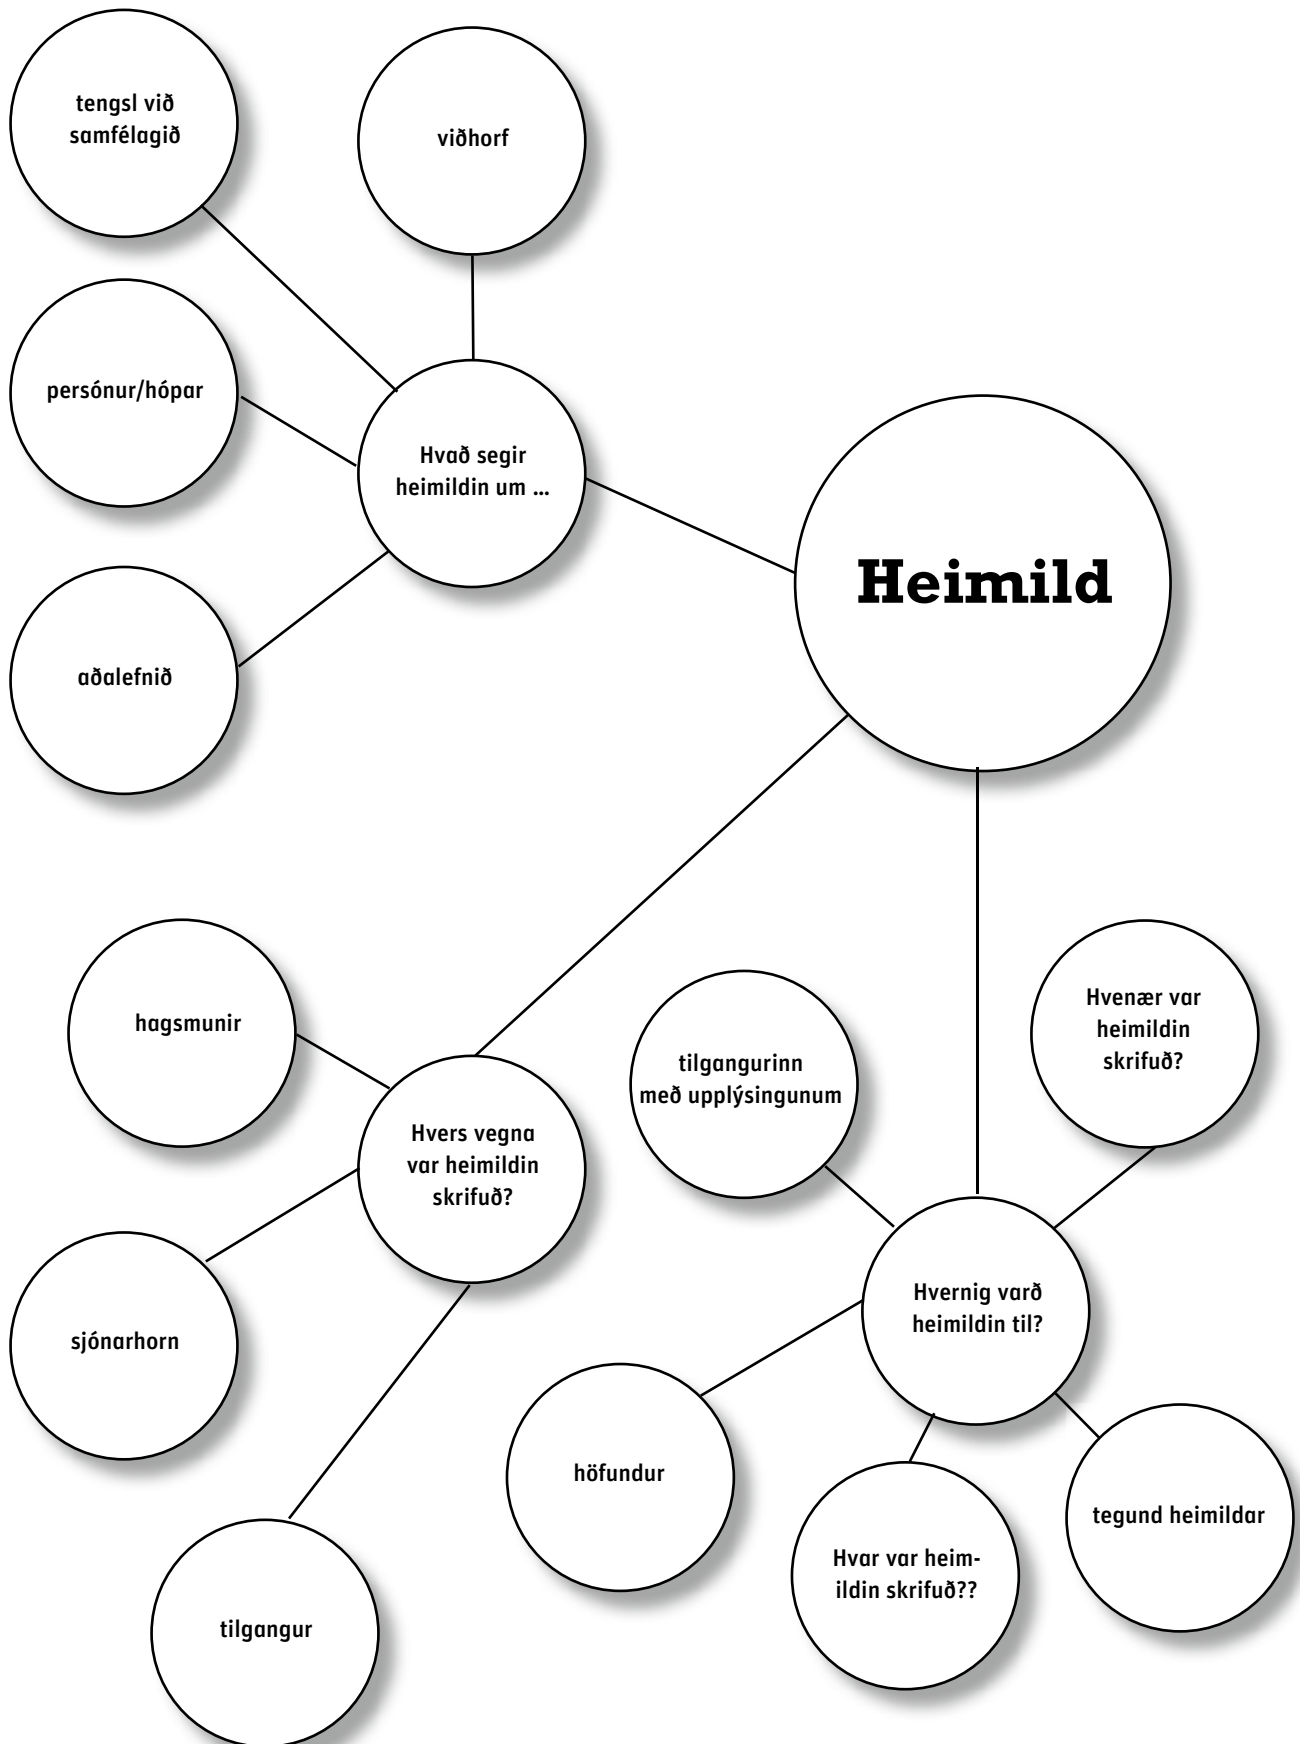 tengsl við
samfélagið
viðhorf
persónur/hópar
Hvað segir
heimildin um ...
aðalefnið
Heimild
hagsmunir
Hvers vegna
var heimildin
skrifuð?
sjónarhorn
tilgangur
tilgangurinn
með upplýsingunum
Hvenær var
heimildin
skrifuð?
Hvernig varð
heimildin til?
höfundur
Hvar var heim-
ildin skrifuð??
tegund heimildar